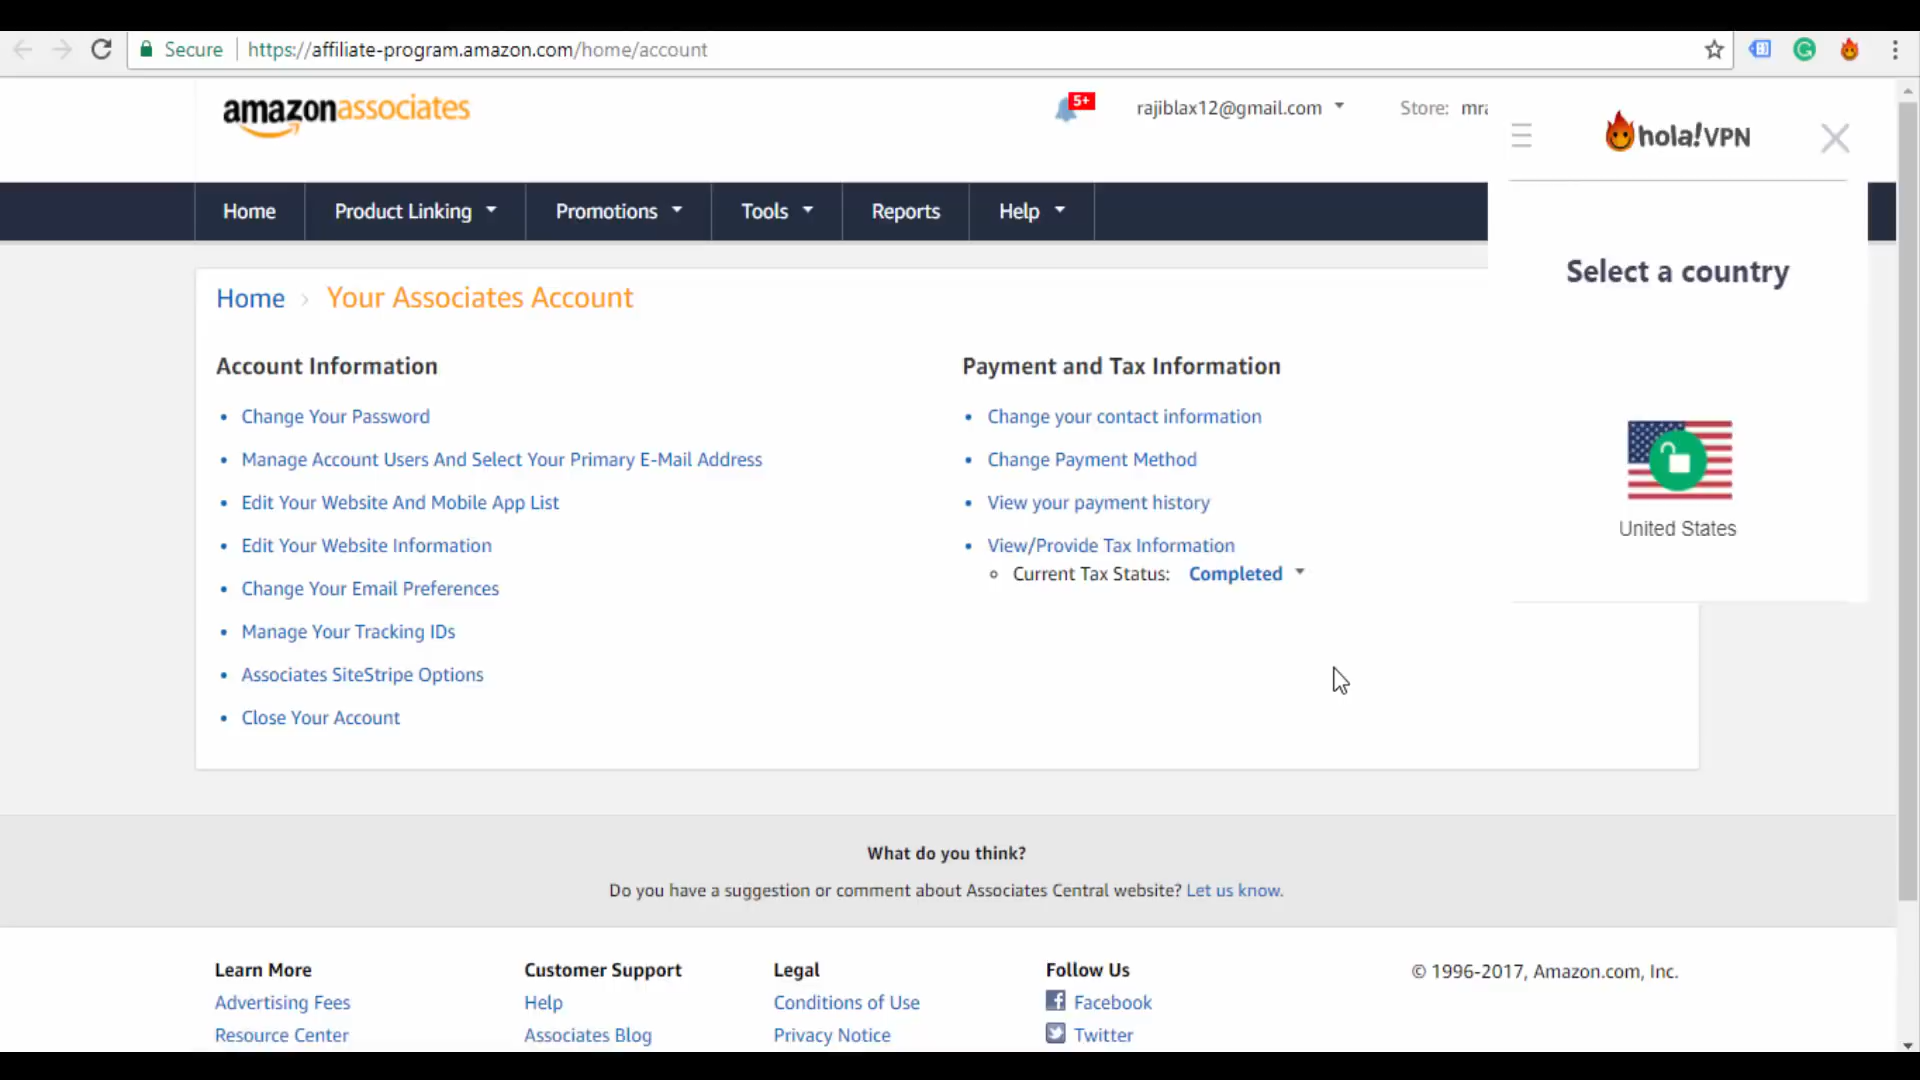 Secure https://affiliate-program.amazon.com/home/account
amazonassociates
5+
rajiblax12@gmail.com
Store: mra
hola!VPN
Home Product Linking Promotions Tools Reports Help
Select a country
United States
Home › Your Associates Account
Account Information
Change Your Password
Manage Account Users And Select Your Primary E-Mail Address
Edit Your Website And Mobile App List
Edit Your Website Information
Change Your Email Preferences
Manage Your Tracking IDs
Associates SiteStripe Options
Close Your Account
Payment and Tax Information
Change your contact information
Change Payment Method
View your payment history
View/Provide Tax Information
Current Tax Status: Completed
What do you think?
Do you have a suggestion or comment about Associates Central website? Let us know.
Learn More
Advertising Fees
Resource Center
Customer Support
Help
Associates Blog
Legal
Conditions of Use
Privacy Notice
Follow Us
Facebook
Twitter
© 1996-2017, Amazon.com, Inc.